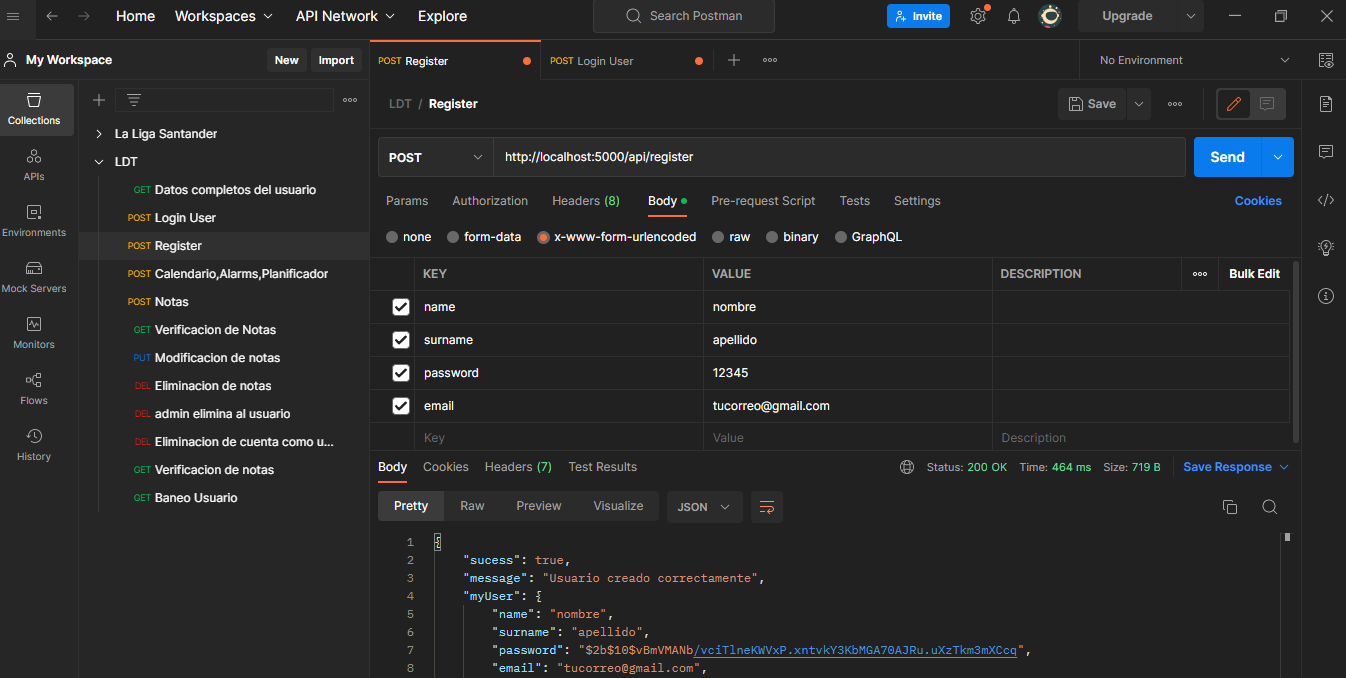 Home Workspaces API Network Explore Search Postman Invite Upgrade
My Workspace New Import POST Register POST Login User No Environment
Collections
APIs
Environments
Mock Servers
Monitors
Flows
History
La Liga Santander
LDT
GET Datos completos del usuario
POST Login User
POST Register
POST Calendario,Alarms,Planificador
POST Notas
GET Verificacion de Notas
PUT Modificacion de notas
DEL Eliminacion de notas
DEL admin elimina al usuario
DEL Eliminacion de cuenta como u...
GET Verificacion de notas
GET Baneo Usuario
LDT / Register Save
POST http://localhost:5000/api/register Send
Params Authorization Headers (8) Body Pre-request Script Tests Settings Cookies
none form-data x-www-form-urlencoded raw binary GraphQL
KEY VALUE DESCRIPTION Bulk Edit
name nombre
surname apellido
password 12345
email tucorreo@gmail.com
Key Value Description
Body Cookies Headers (7) Test Results Status: 200 OK Time: 464 ms Size: 719 B Save Response
Pretty Raw Preview Visualize JSON
1 {
2 "sucess": true,
3 "message": "Usuario creado correctamente",
4 "myUser": {
5 "name": "nombre",
6 "surname": "apellido",
7 "password": "$2b$10$vBmVMANb/vciTlneKWVxP.xntvkY3KbMGA70AJRu.uXzTkm3mXCcq",
8 "email": "tucorreo@gmail.com",